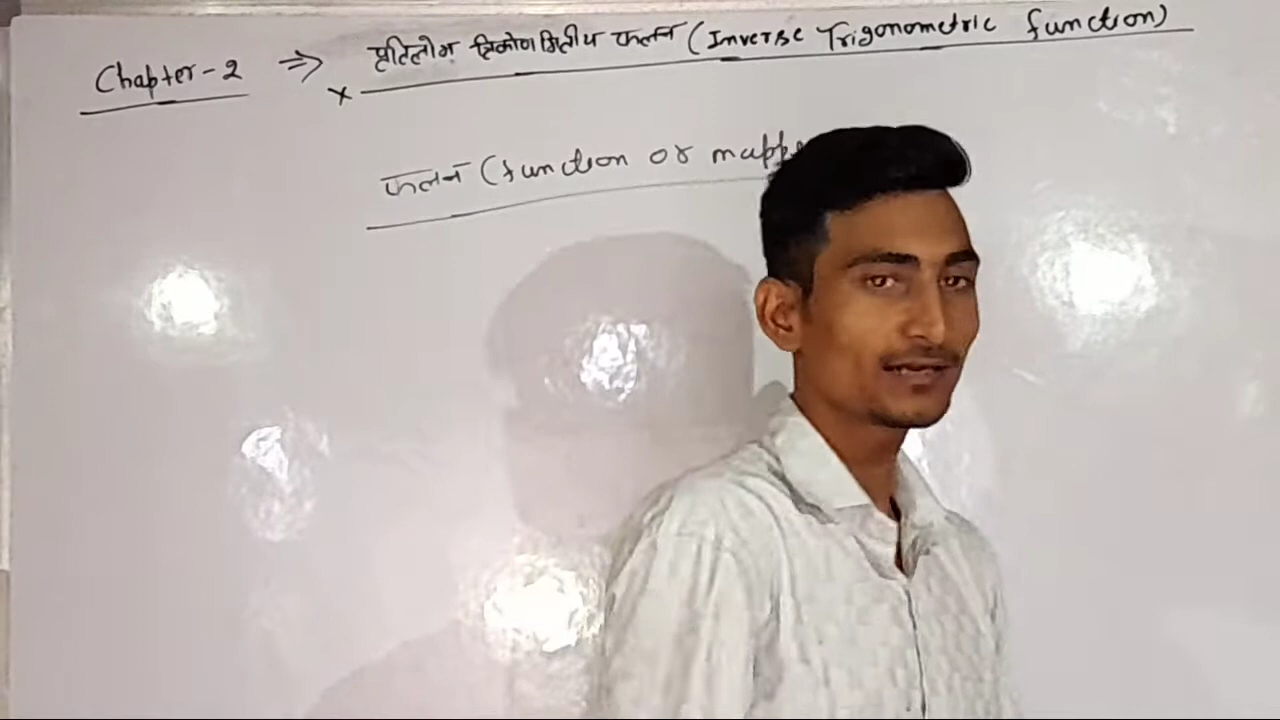 Chapter-2 ⇒ प्रतिलोम त्रिकोणमितीय फलन (Inverse Trigonometric function)
फलन (function or